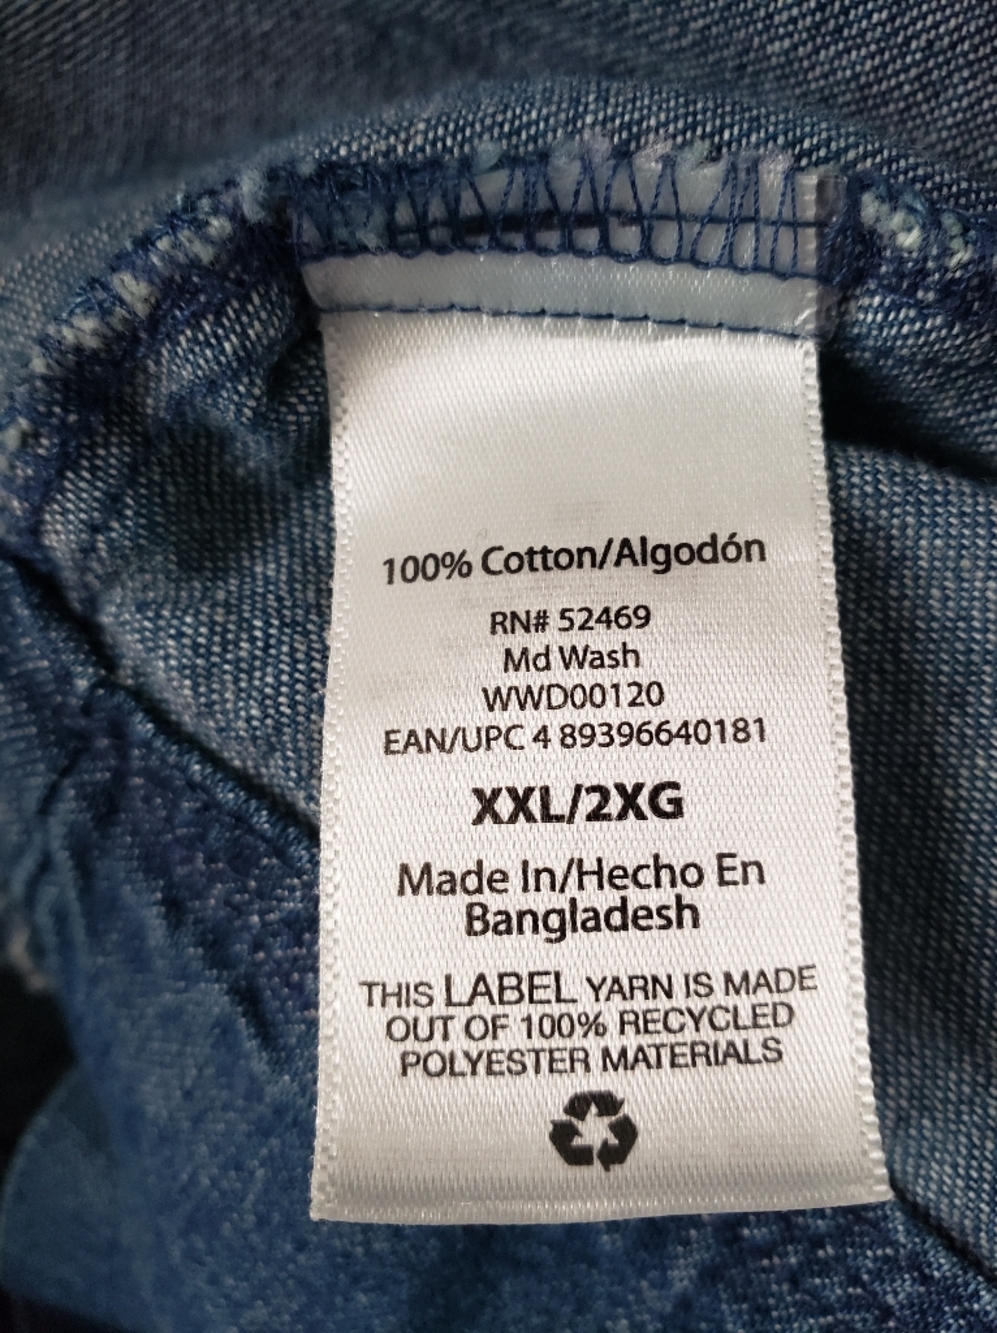 100% Cotton/Algodón
RN# 52469
Md Wash
WWD00120
EAN/UPC 4 89396640181
XXL/2XG
Made In/Hecho En
Bangladesh
THIS LABEL YARN IS MADE
OUT OF 100% RECYCLED
POLYESTER MATERIALS